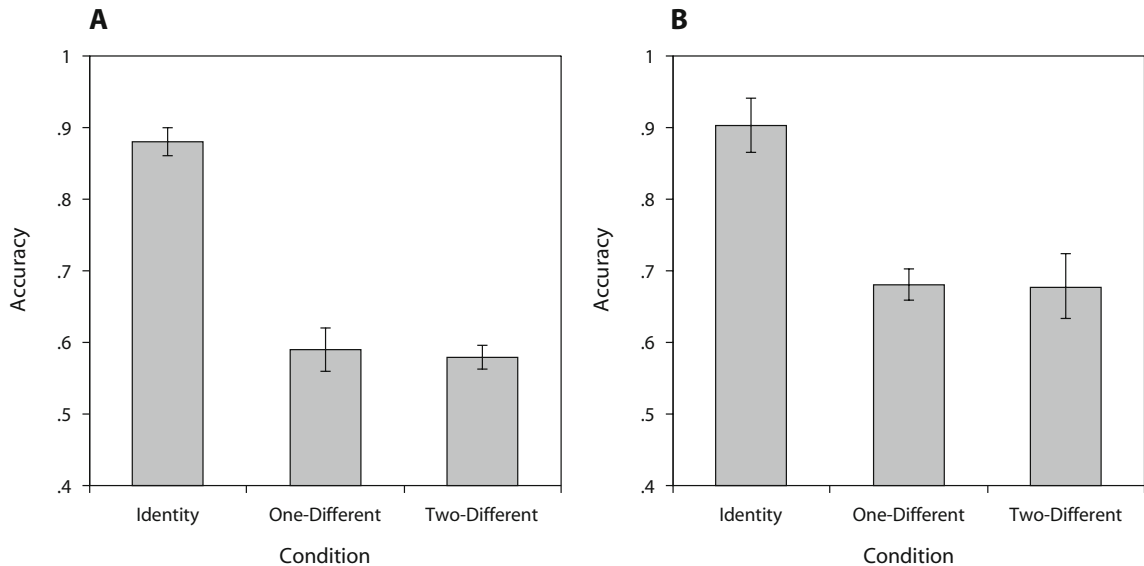 A
1
.9
.8
.7
.6
.5
.4
Accuracy
Identity One-Different Two-Different
Condition
B
1
.9
.8
.7
.6
.5
.4
Accuracy
Identity One-Different Two-Different
Condition